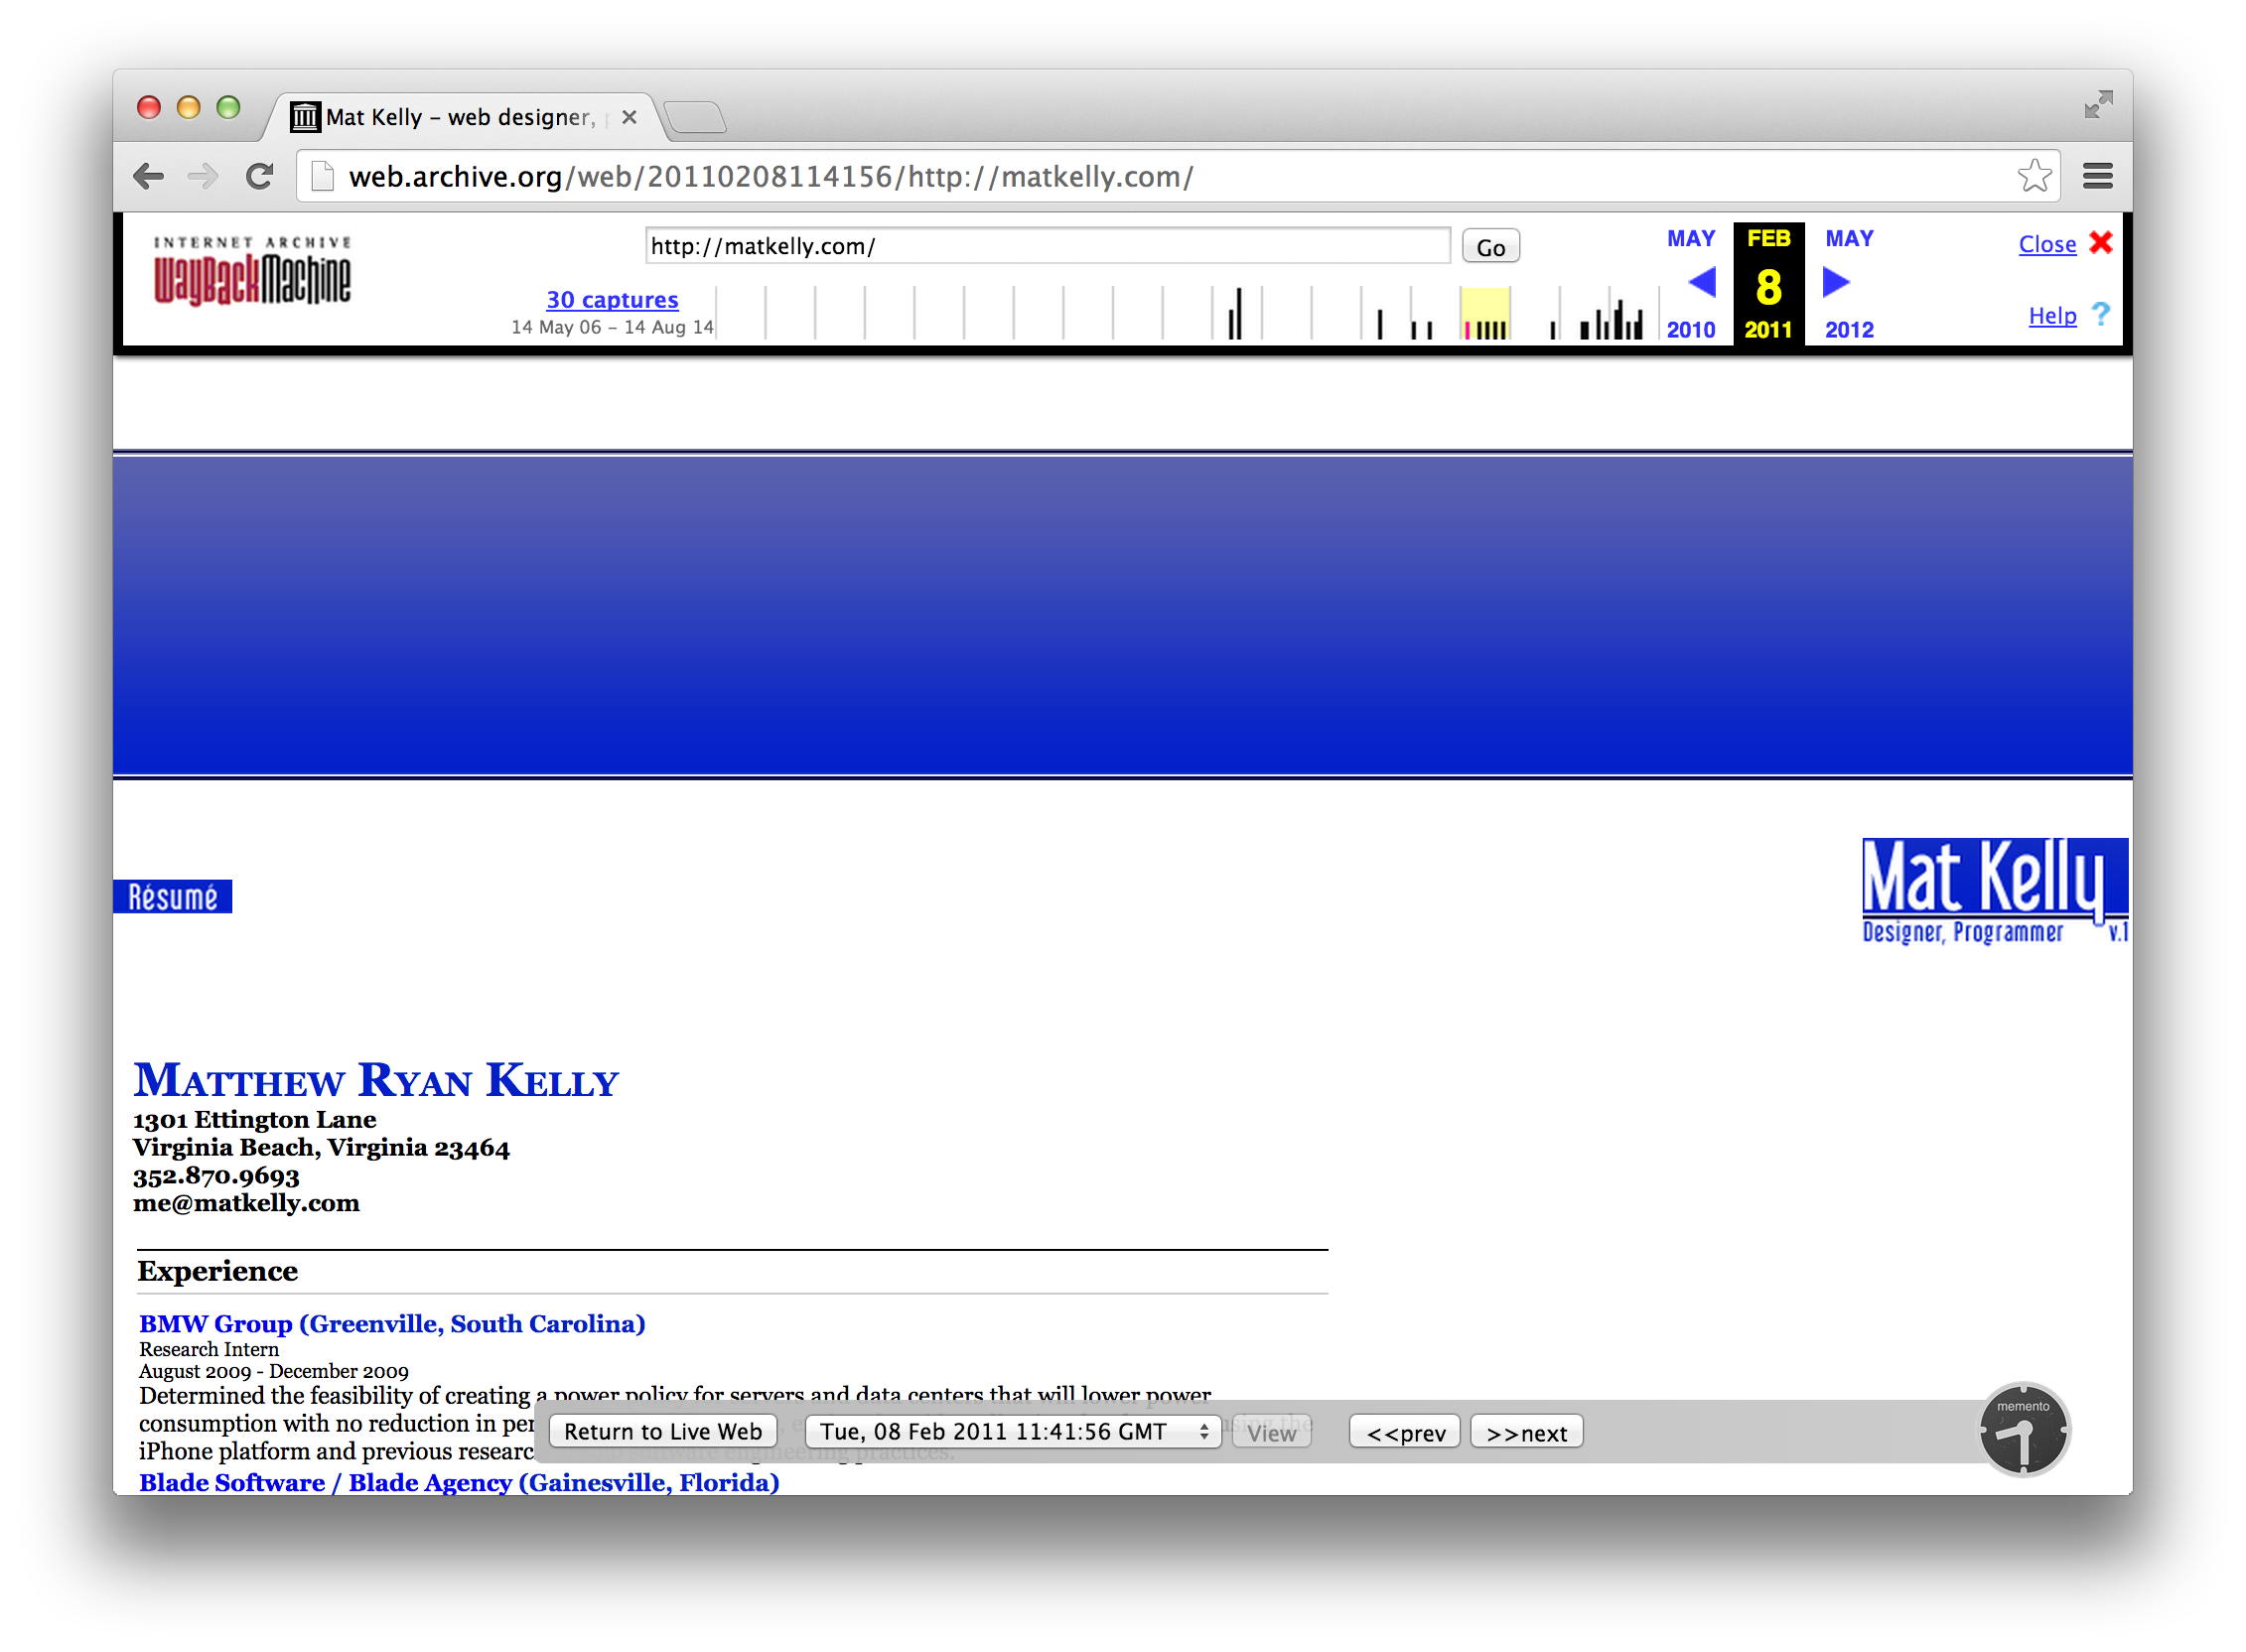 Mat Kelly – web designer,
web.archive.org/web/20110208114156/http://matkelly.com/
INTERNET ARCHIVE
WayBackMachine
http://matkelly.com/
Go
30 captures
14 May 06 – 14 Aug 14
MAY FEB MAY
8
2010 2011 2012
Close
Help ?
Résumé
Mat Kelly
Designer, Programmer v.1
MATTHEW RYAN KELLY
1301 Ettington Lane
Virginia Beach, Virginia 23464
352.870.9693
me@matkelly.com
Experience
BMW Group (Greenville, South Carolina)
Research Intern
August 2009 - December 2009
Determined the feasibility of creating a power policy for servers and data centers that will lower power
consumption with no reduction in using the
iPhone platform and previous software engineering practices.
Return to Live Web Tue, 08 Feb 2011 11:41:56 GMT View <<prev >>next
memento
Blade Software / Blade Agency (Gainesville, Florida)